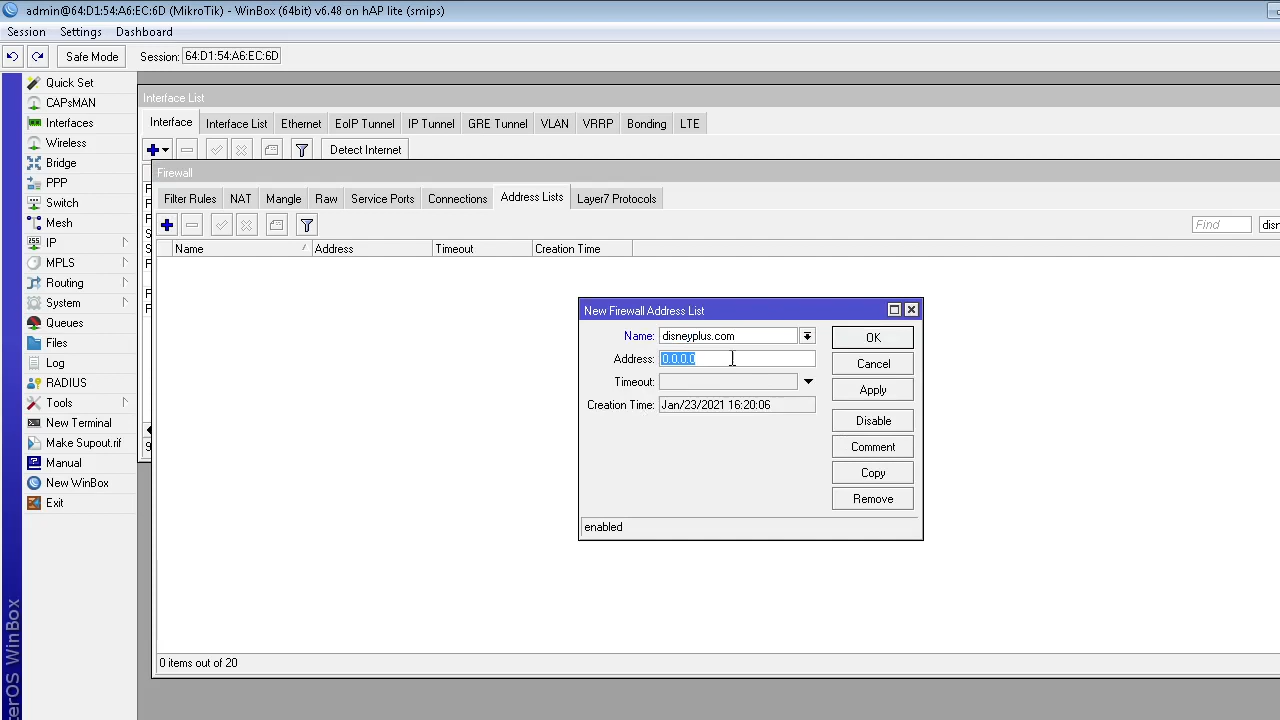 admin@64:D1:54:A6:EC:6D (MikroTik) - WinBox (64bit) v6.48 on hAP lite (smips)
Session Settings Dashboard
Safe Mode Session: 64:D1:54:A6:EC:6D
Quick Set
CAPsMAN
Interfaces
Wireless
Bridge
PPP
Switch
Mesh
IP
MPLS
Routing
System
Queues
Files
Log
RADIUS
Tools
New Terminal
Make Supout.rif
Manual
New WinBox
Exit
Interface List
Interface Interface List Ethernet EoIP Tunnel IP Tunnel GRE Tunnel VLAN VRRP Bonding LTE
Detect Internet
Firewall
Filter Rules NAT Mangle Raw Service Ports Connections Address Lists Layer7 Protocols
Find disn
Name Address Timeout Creation Time
New Firewall Address List
Name: disneyplus.com
Address: 0.0.0.0
Timeout:
Creation Time: Jan/23/2021 16:20:06
OK
Cancel
Apply
Disable
Comment
Copy
Remove
enabled
0 items out of 20
terOS WinBox